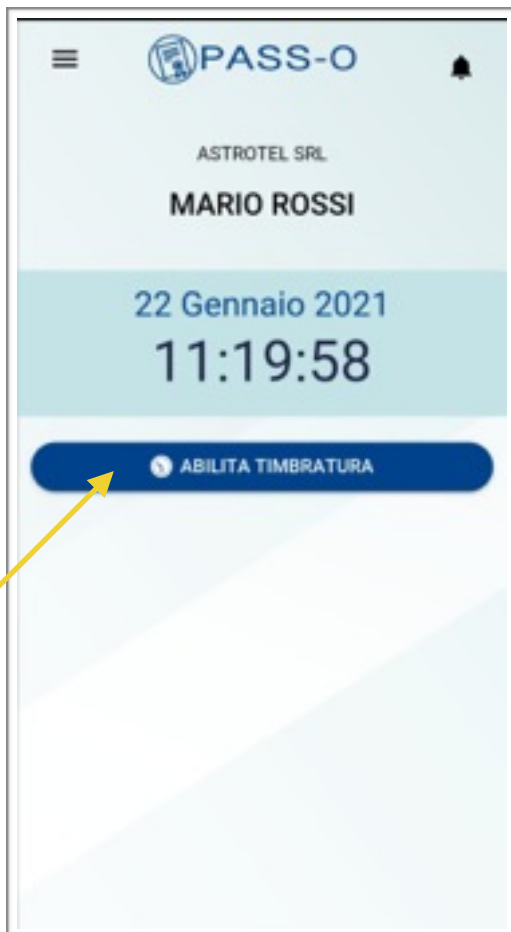 PASS-O
ASTROTEL SRL
MARIO ROSSI
22 Gennaio 2021
11:19:58
ABILITA TIMBRATURA